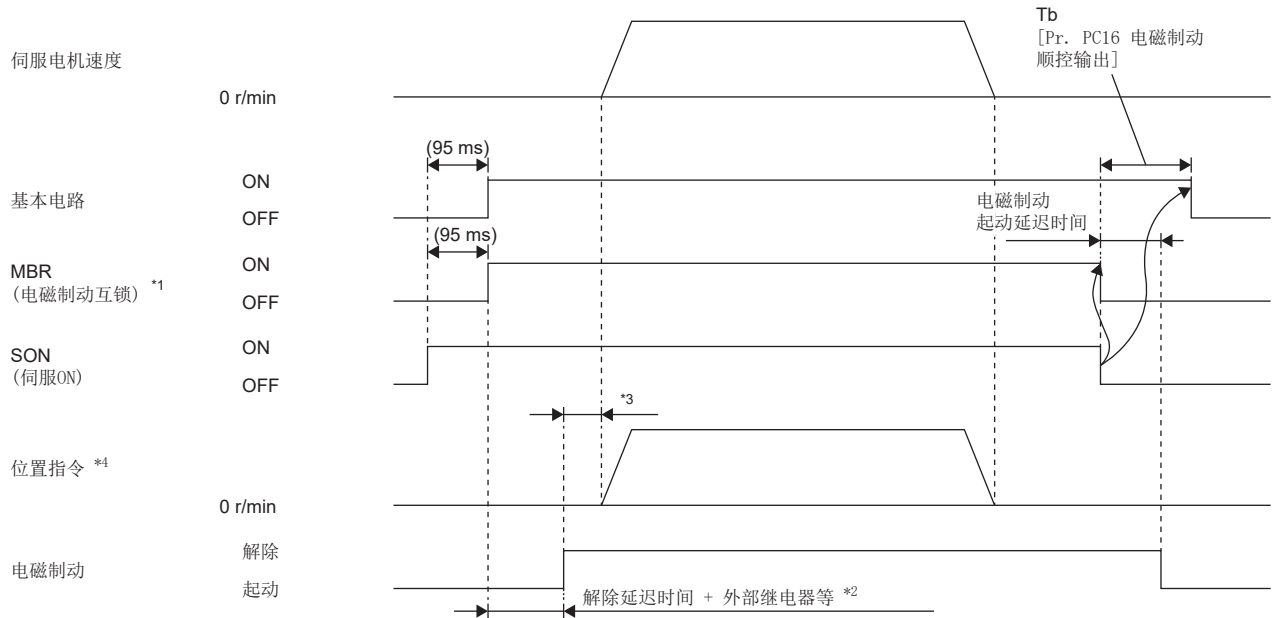 Tb
[Pr. PC16 电磁制动
顺控输出]
伺服电机速度
0 r/min
(95 ms)
基本电路
ON
OFF
电磁制动
起动延迟时间
(95 ms)
MBR
(电磁制动互锁) *1
ON
OFF
SON
(伺服ON)
ON
OFF
*3
位置指令 *4
0 r/min
电磁制动
解除
起动
解除延迟时间 + 外部继电器等 *2